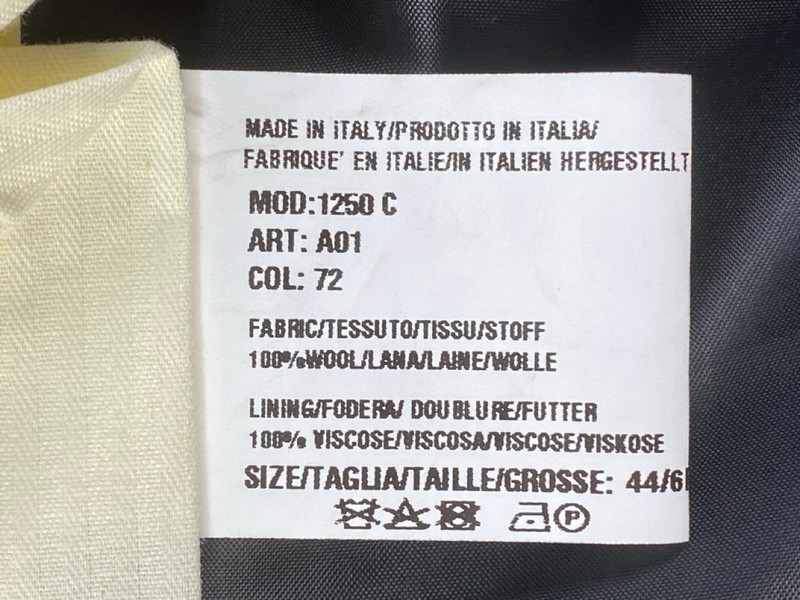 MADE IN ITALY/PRODOTTO IN ITALIA/
FABRIQUE' EN ITALIE/IN ITALIEN HERGESTELLT
MOD:1250 C
ART: A01
COL: 72
FABRIC/TESSUTO/TISSU/STOFF
100%WOOL/LANA/LAINE/WOLLE
LINING/FODERA/ DOUBLURE/FUTTER
100% VISCOSE/VISCOSA/VISCOSE/VISKOSE
SIZE/TAGLIA/TAILLE/GROSSE: 44/6
P